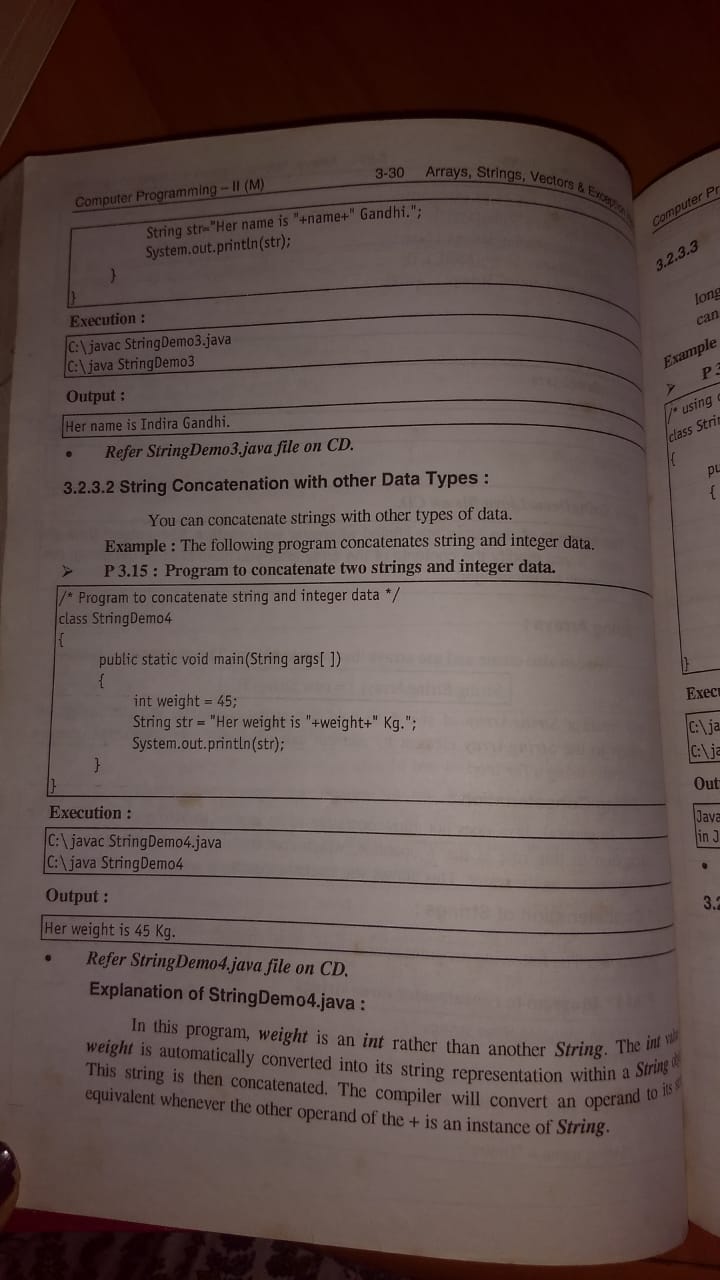 Computer Programming – II (M) 3-30 Arrays, Strings, Vectors & Exception
String str="Her name is "+name+" Gandhi.";
System.out.println(str);
}
}
Execution :
C:\javac StringDemo3.java
C:\java StringDemo3
Output :
Her name is Indira Gandhi.
• Refer StringDemo3.java file on CD.
3.2.3.2 String Concatenation with other Data Types :
You can concatenate strings with other types of data.
Example : The following program concatenates string and integer data.
➢ P 3.15 : Program to concatenate two strings and integer data.
/* Program to concatenate string and integer data */
class StringDemo4
{
public static void main(String args[ ])
{
int weight = 45;
String str = "Her weight is "+weight+" Kg.";
System.out.println(str);
}
}
Execution :
C:\javac StringDemo4.java
C:\java StringDemo4
Output :
Her weight is 45 Kg.
• Refer StringDemo4.java file on CD.
Explanation of StringDemo4.java :
In this program, weight is an int rather than another String. The int
weight is automatically converted into its string representation within a String
This string is then concatenated. The compiler will convert an operand to its
equivalent whenever the other operand of the + is an instance of String.
Computer Pr
3.2.3.3
long
can
Example
➢ P 3
/* using
class Stri
{
pu
{
}
Execu
C:\ja
C:\ja
Out
Java
in J
•
3.2